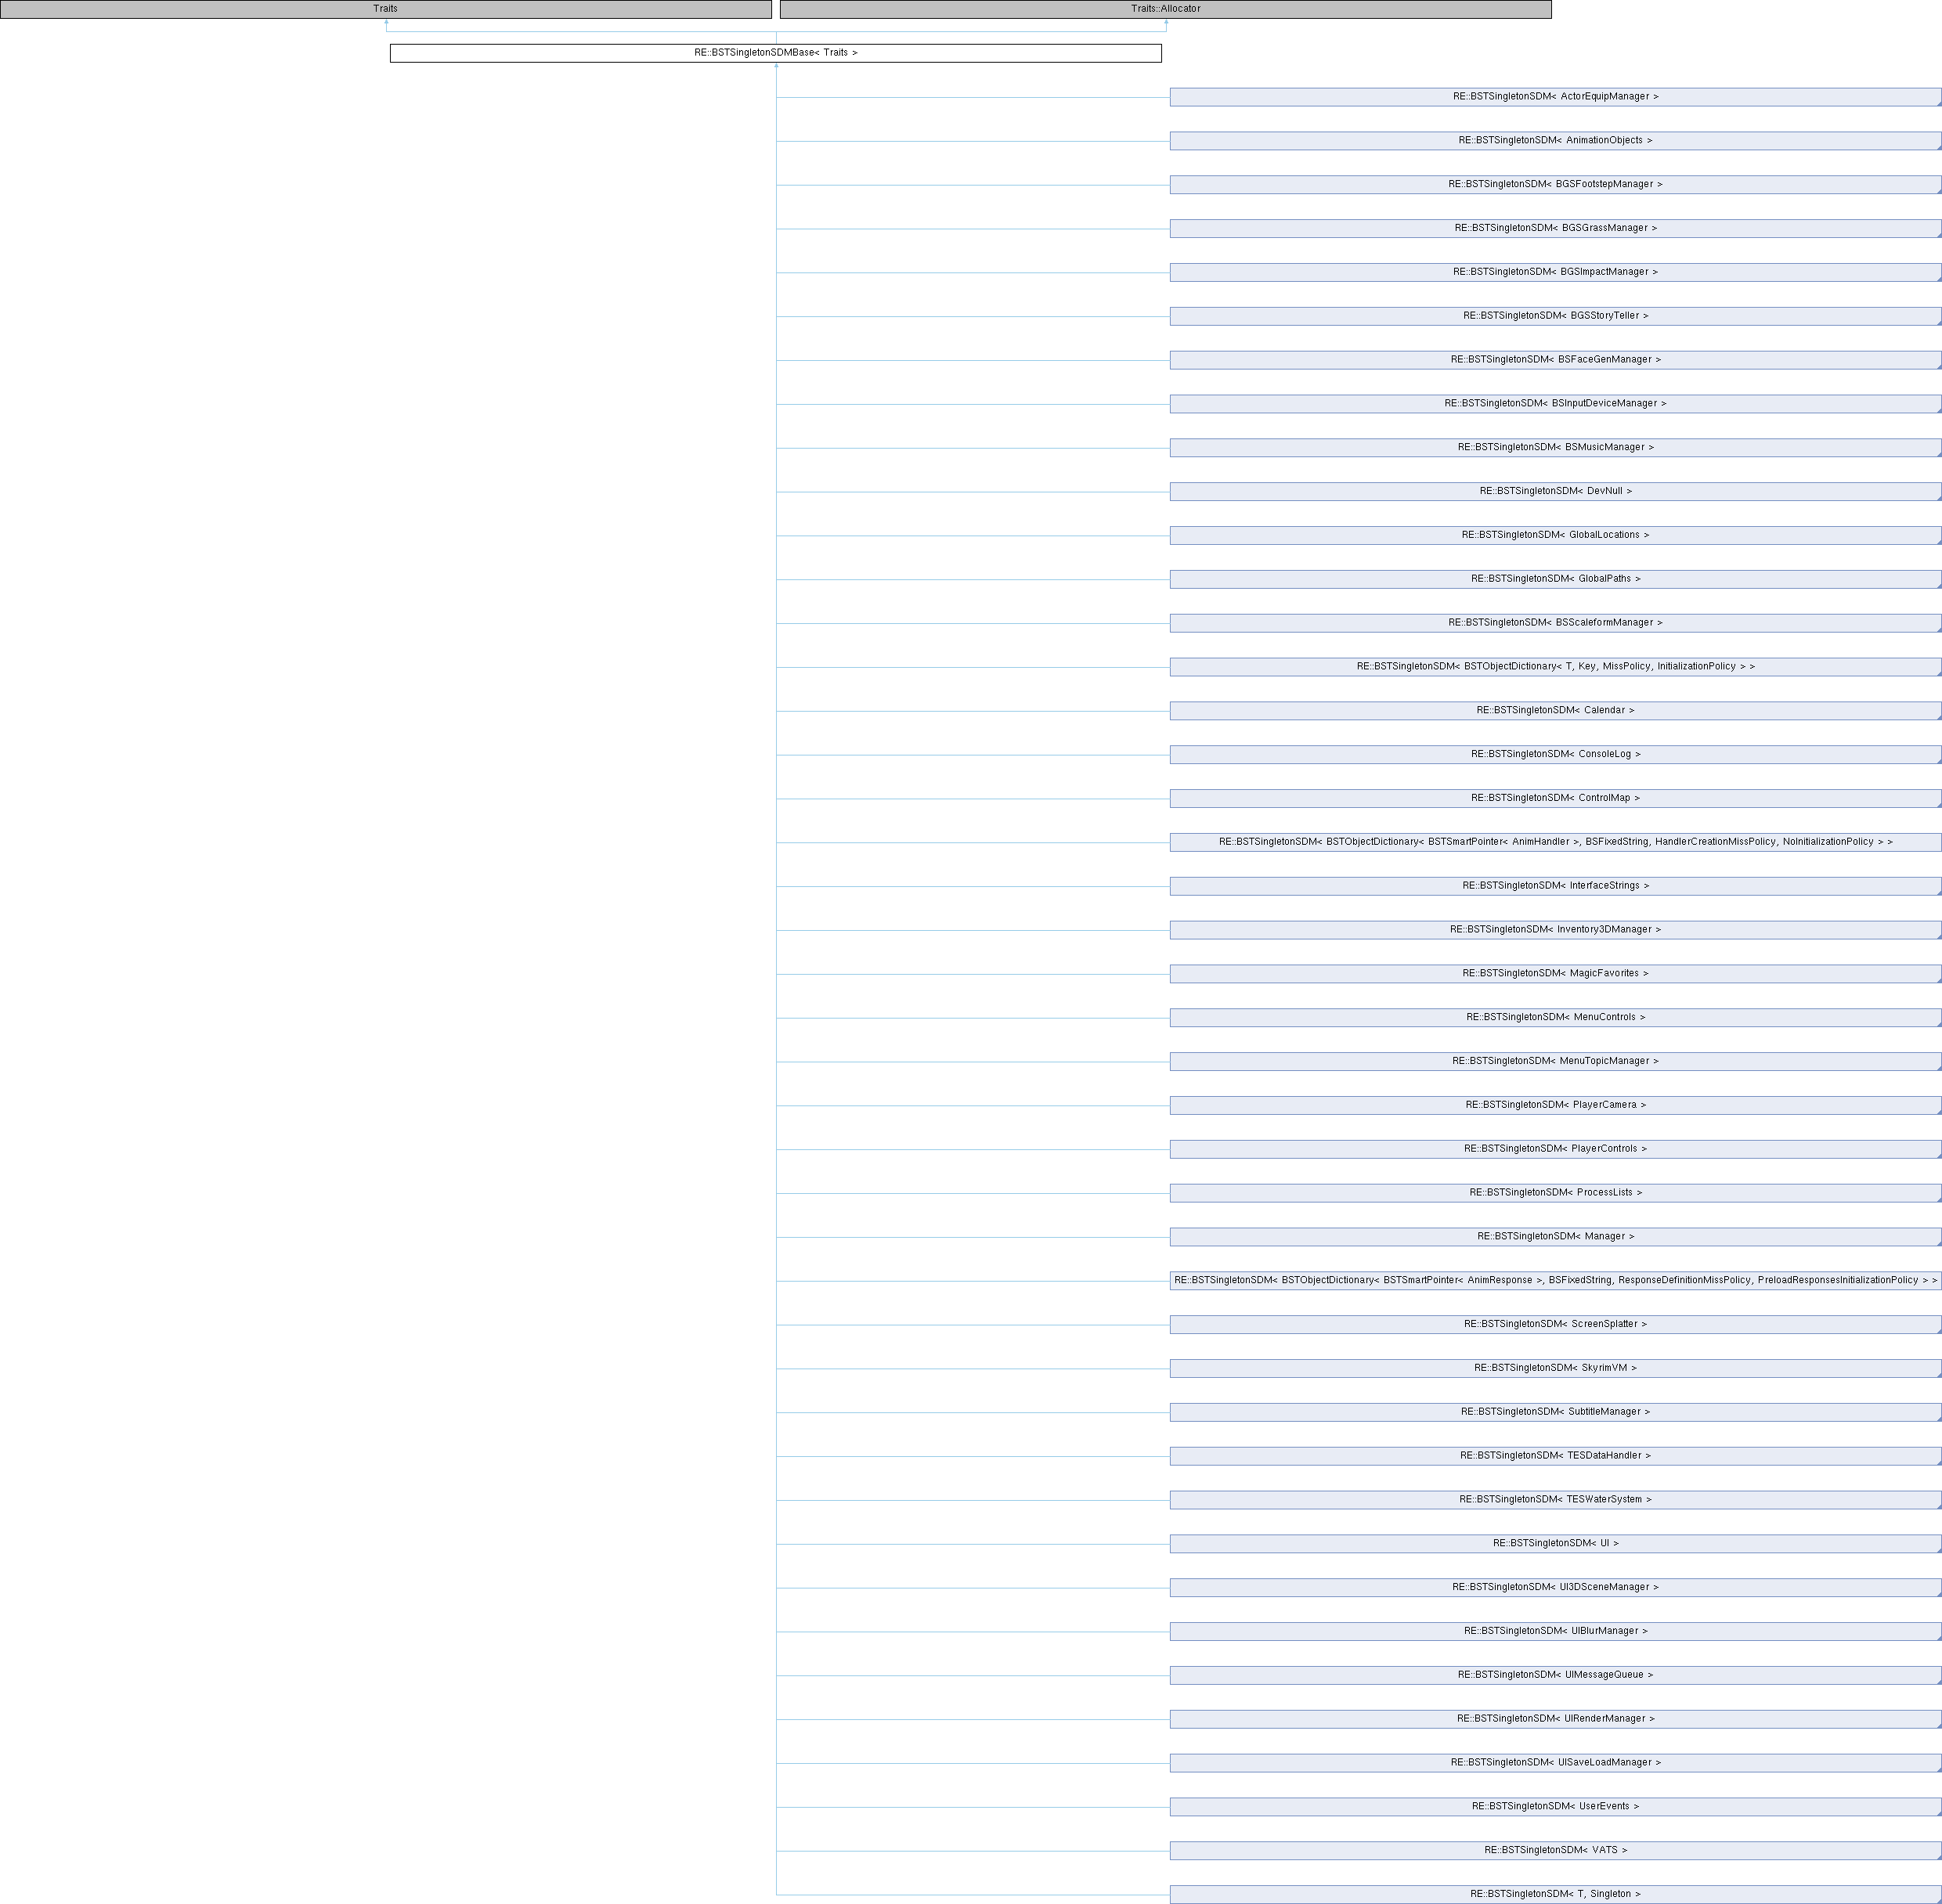 Traits
Traits::Allocator
RE::BSTSingletonSDMBase< Traits >
RE::BSTSingletonSDM< ActorEquipManager >
RE::BSTSingletonSDM< AnimationObjects >
RE::BSTSingletonSDM< BGSFootstepManager >
RE::BSTSingletonSDM< BGSGrassManager >
RE::BSTSingletonSDM< BGSImpactManager >
RE::BSTSingletonSDM< BGSStoryTeller >
RE::BSTSingletonSDM< BSFaceGenManager >
RE::BSTSingletonSDM< BSInputDeviceManager >
RE::BSTSingletonSDM< BSMusicManager >
RE::BSTSingletonSDM< DevNull >
RE::BSTSingletonSDM< GlobalLocations >
RE::BSTSingletonSDM< GlobalPaths >
RE::BSTSingletonSDM< BSScaleformManager >
RE::BSTSingletonSDM< BSTObjectDictionary< T, Key, MissPolicy, InitializationPolicy > >
RE::BSTSingletonSDM< Calendar >
RE::BSTSingletonSDM< ConsoleLog >
RE::BSTSingletonSDM< ControlMap >
RE::BSTSingletonSDM< BSTObjectDictionary< BSTSmartPointer< AnimHandler >, BSFixedString, HandlerCreationMissPolicy, NoInitializationPolicy > >
RE::BSTSingletonSDM< InterfaceStrings >
RE::BSTSingletonSDM< Inventory3DManager >
RE::BSTSingletonSDM< MagicFavorites >
RE::BSTSingletonSDM< MenuControls >
RE::BSTSingletonSDM< MenuTopicManager >
RE::BSTSingletonSDM< PlayerCamera >
RE::BSTSingletonSDM< PlayerControls >
RE::BSTSingletonSDM< ProcessLists >
RE::BSTSingletonSDM< Manager >
RE::BSTSingletonSDM< BSTObjectDictionary< BSTSmartPointer< AnimResponse >, BSFixedString, ResponseDefinitionMissPolicy, PreloadResponsesInitializationPolicy > >
RE::BSTSingletonSDM< ScreenSplatter >
RE::BSTSingletonSDM< SkyrimVM >
RE::BSTSingletonSDM< SubtitleManager >
RE::BSTSingletonSDM< TESDataHandler >
RE::BSTSingletonSDM< TESWaterSystem >
RE::BSTSingletonSDM< UI >
RE::BSTSingletonSDM< UI3DSceneManager >
RE::BSTSingletonSDM< UIBlurManager >
RE::BSTSingletonSDM< UIMessageQueue >
RE::BSTSingletonSDM< UIRenderManager >
RE::BSTSingletonSDM< UISaveLoadManager >
RE::BSTSingletonSDM< UserEvents >
RE::BSTSingletonSDM< VATS >
RE::BSTSingletonSDM< T, Singleton >